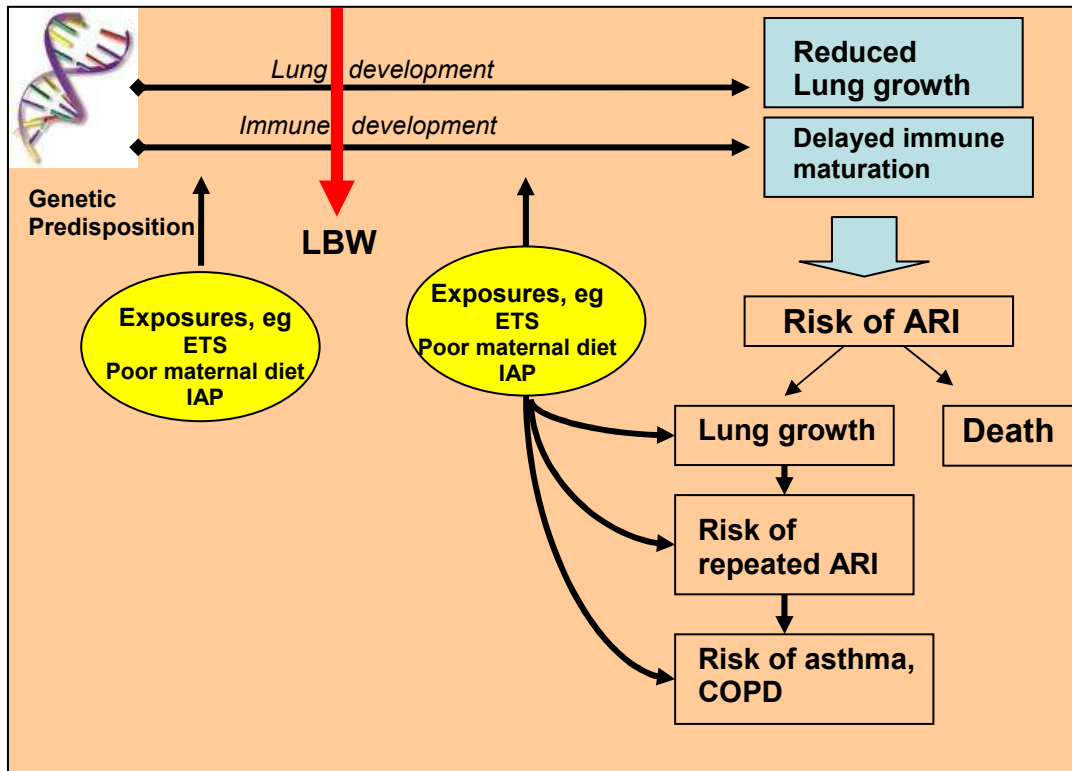 Lung development
Immune development
Reduced
Lung growth
Delayed immune
maturation
Genetic
Predisposition
LBW
Exposures, eg
ETS
Poor maternal diet
IAP
Exposures, eg
ETS
Poor maternal diet
IAP
Risk of ARI
Lung growth
Death
Risk of
repeated ARI
Risk of asthma,
COPD